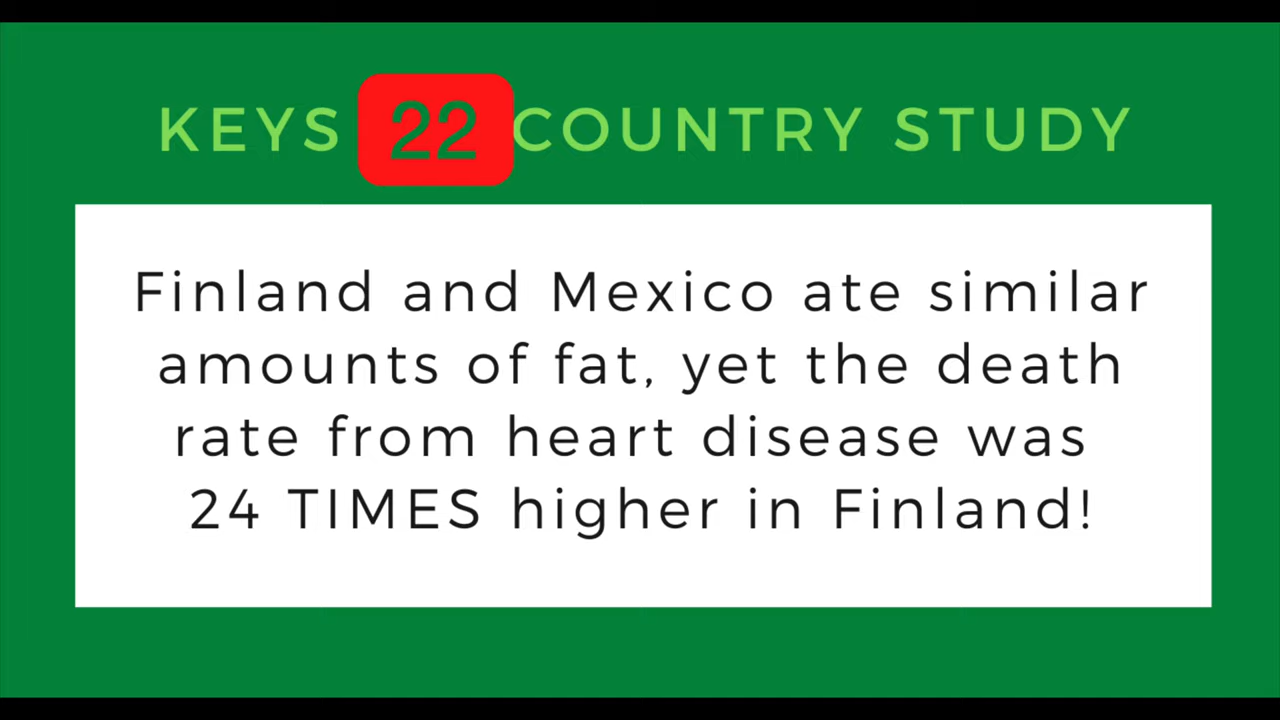 KEYS 22 COUNTRY STUDY
Finland and Mexico ate similar
amounts of fat, yet the death
rate from heart disease was
24 TIMES higher in Finland!